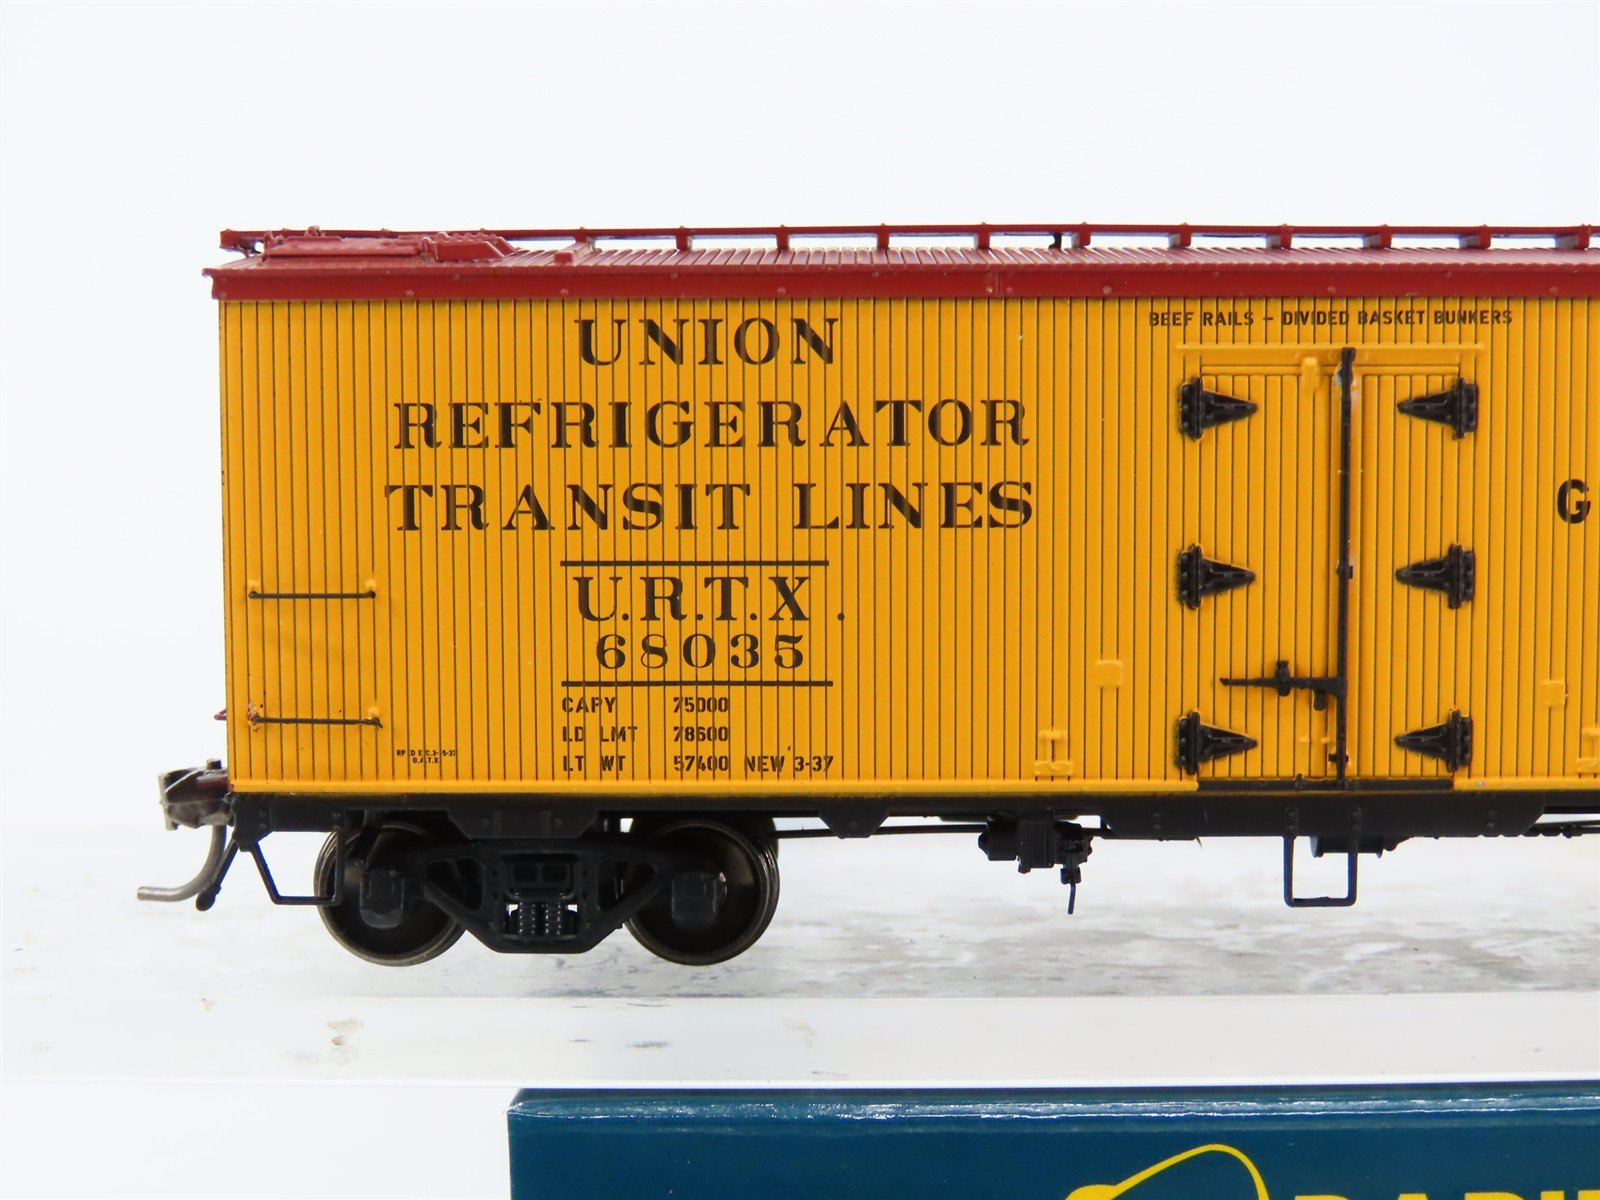 UNION
REFRIGERATOR
TRANSIT LINES
U.R.T.X.
68035
CAPY 75000
LD LMT 78600
LT WT 57400 NEW 3-37
G.A.T.X
BEEF RAILS - DIVIDED BASKET BUNKERS
G